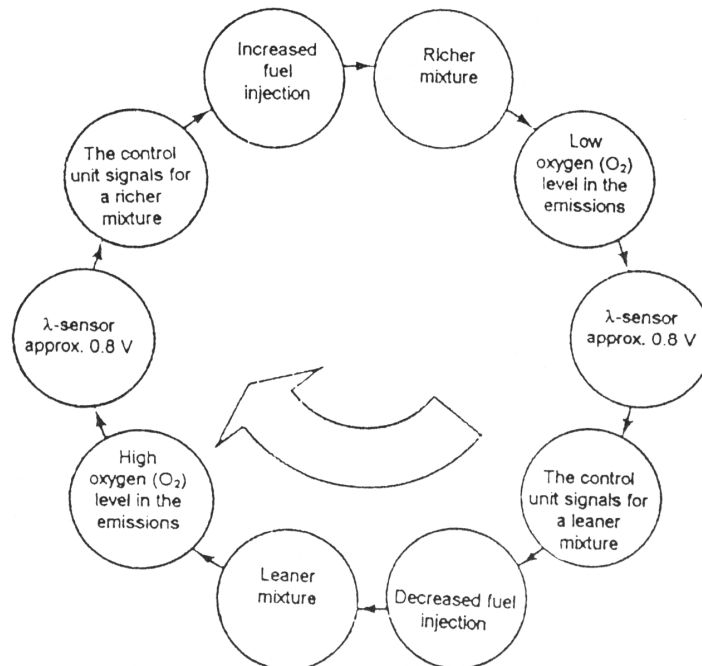 Increased
fuel
injection
Richer
mixture
Low
oxygen (O₂)
level in the
emissions
λ-sensor
approx. 0.8 V
The control
unit signals for
a leaner
mixture
Decreased fuel
injection
Leaner
mixture
High
oxygen (O₂)
level in the
emissions
λ-sensor
approx. 0.8 V
The control
unit signals for
a richer
mixture